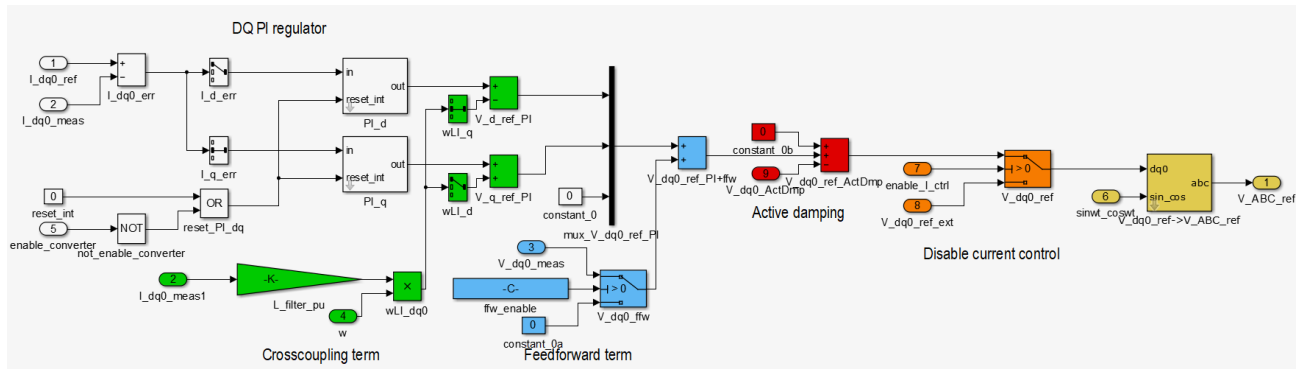 DQ PI regulator
1
I_dq0_ref
2
I_dq0_meas
+
−
I_dq0_err
I_d_err
I_q_err
in
out
reset_int
PI_d
in
out
reset_int
PI_q
0
reset_int
5
enable_converter
NOT
not_enable_converter
OR
reset_PI_dq
wLI_q
+
−
V_d_ref_PI
wLI_d
+
+
V_q_ref_PI
0
constant_0
mux_V_dq0_ref_PI
2
I_dq0_meas1
-K-
L_filter_pu
4
w
×
wLI_dq0
Crosscoupling term
3
V_dq0_meas
-C-
ffw_enable
0
constant_0a
> 0
V_dq0_ffw
Feedforward term
+
+
V_dq0_ref_PI+ffw
0
constant_0b
9
V_dq0_ActDmp
+
+
−
V_dq0_ref_ActDmp
Active damping
7
enable_I_ctrl
8
V_dq0_ref_ext
> 0
V_dq0_ref
Disable current control
6
sinwt_coswt
dq0
abc
sin_cos
V_dq0_ref->V_ABC_ref
1
V_ABC_ref